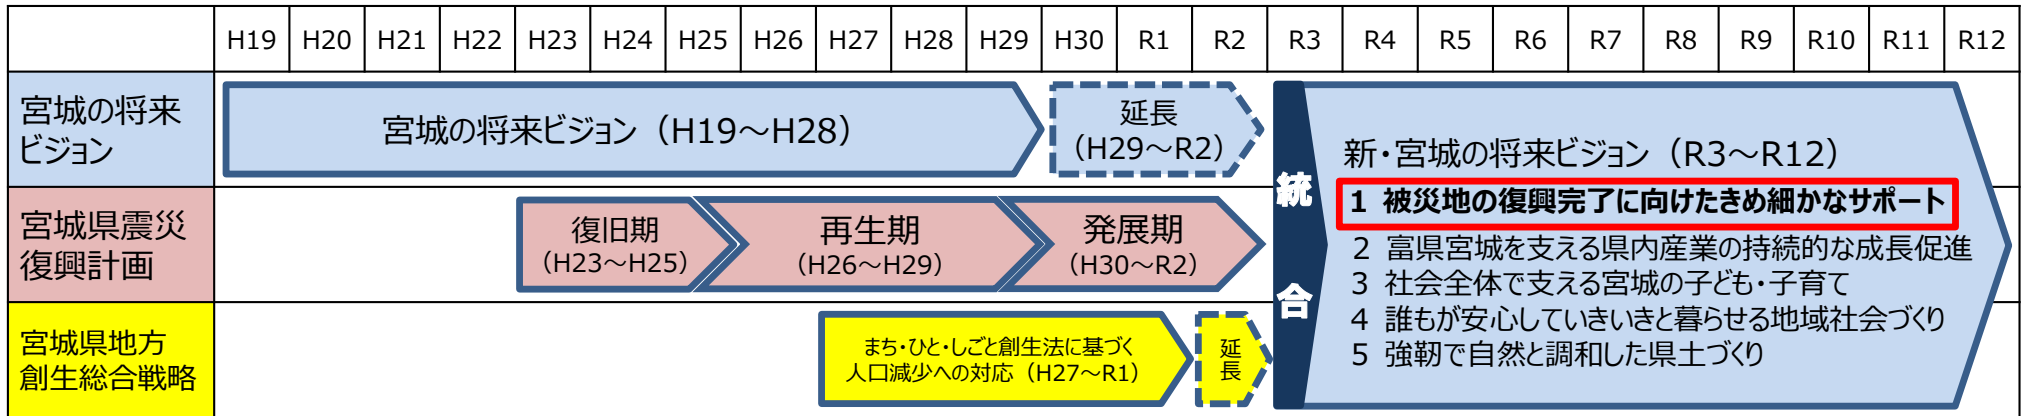 H19 H20 H21 H22 H23 H24 H25 H26 H27 H28 H29 H30 R1 R2 R3 R4 R5 R6 R7 R8 R9 R10 R11 R12
宮城の将来
ビジョン
宮城の将来ビジョン（H19～H28）
延長
（H29～R2）
宮城県震災
復興計画
復旧期
（H23～H25）
再生期
（H26～H29）
発展期
（H30～R2）
宮城県地方
創生総合戦略
まち・ひと・しごと創生法に基づく
人口減少への対応（H27～R1）
延
長
統
合
新・宮城の将来ビジョン（R3～R12）
1 被災地の復興完了に向けたきめ細かなサポート
2 富県宮城を支える県内産業の持続的な成長促進
3 社会全体で支える宮城の子ども・子育て
4 誰もが安心していきいきと暮らせる地域社会づくり
5 強靭で自然と調和した県土づくり